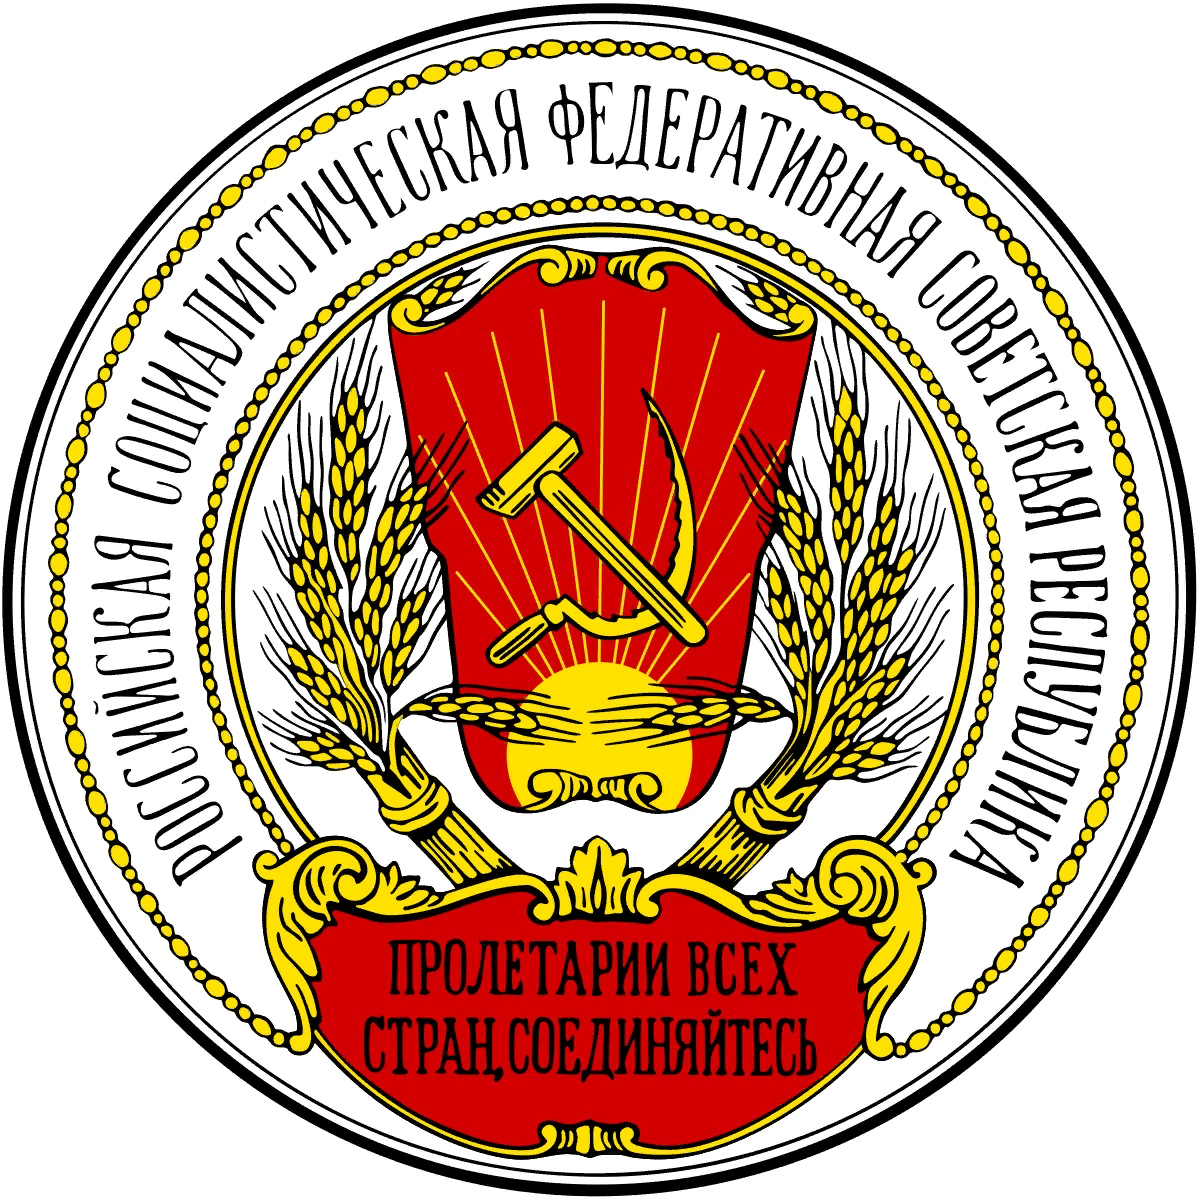 РОССИЙСКАЯ СОЦИАЛИСТИЧЕСКАЯ ФЕДЕРАТИВНАЯ СОВЕТСКАЯ РЕСПУБЛИКА
ПРОЛЕТАРИИ ВСЕХ
СТРАН, СОЕДИНЯЙТЕСЬ